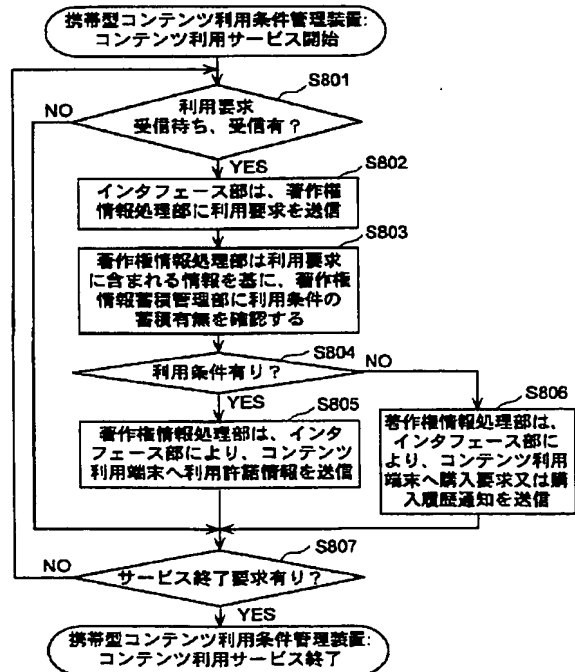 携帯型コンテンツ利用条件管理装置:
コンテンツ利用サービス開始
S801
NO
利用要求
受信待ち、受信有？
YES
S802
インタフェース部は、著作権
情報処理部に利用要求を送信
S803
著作権情報処理部は利用要求
に含まれる情報を基に、著作権
情報蓄積管理部に利用条件の
蓄積有無を確認する
S804
利用条件有り？
NO
YES
S805
著作権情報処理部は、インタ
フェース部により、コンテンツ
利用端末へ利用許諾情報を送信
S806
著作権情報処理部は、
インタフェース部に
より、コンテンツ利用
端末へ購入要求又は購
入履歴通知を送信
S807
NO
サービス終了要求有り？
YES
携帯型コンテンツ利用条件管理装置:
コンテンツ利用サービス終了